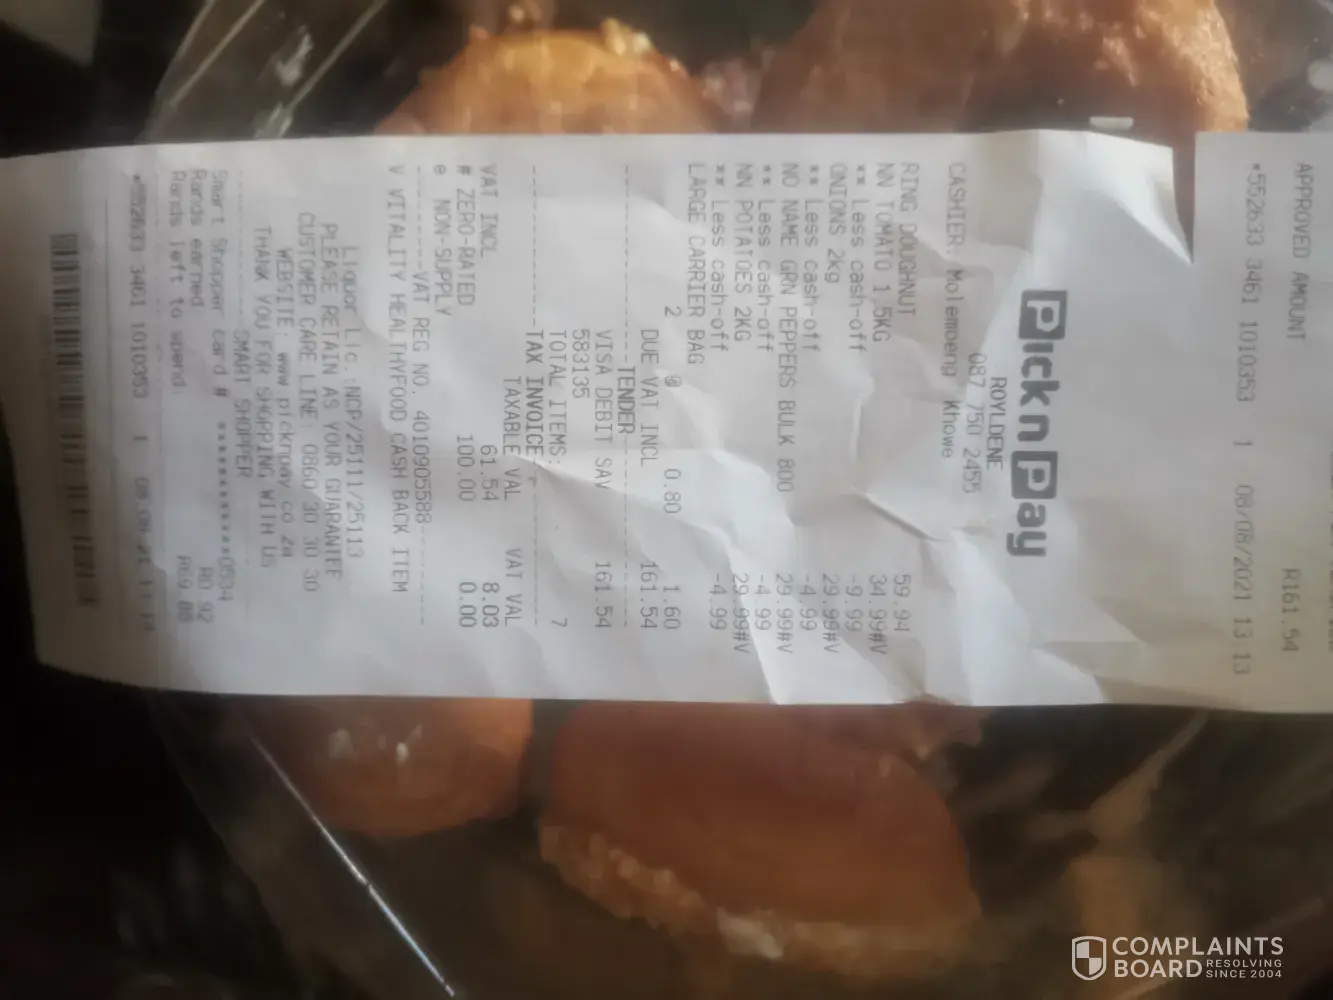 APPROVED AMOUNT R161.54
*552633 3461 1010353 1 08/08/2021 13 13
Pick n Pay
ROYLDENE
087 750 2455
CASHIER: Molemoeng Khowe
RING DOUGHNUT 59.94
NN TOMATO 1,5KG 34.99#V
** Less cash-off -9.99
ONIONS 2kg 29.99#V
** Less cash-off -4.99
NO NAME GRN PEPPERS BULK 800 29.99#V
** Less cash-off -4.99
NN POTATOES 2KG 29.99#V
** Less cash-off -4.99
LARGE CARRIER BAG
2 @ 0.80 1.60
DUE VAT INCL 161.54
TENDER
VISA DEBIT SAV 161.54
583135
TOTAL ITEMS: 7
TAX INVOICE
TAXABLE VAL VAT VAL
VAT INCL 61.54 8.03
# ZERO-RATED 100.00 0.00
@ NON-SUPPLY
VAT REG NO. 4010905588
V VITALITY HEALTHYFOOD CASH BACK ITEM
Liquor Lic.:NCP/25111/25113
PLEASE RETAIN AS YOUR GUARANTEE
CUSTOMER CARE LINE: 0860 30 30 30
WEBSITE: www picknpay co za
THANK YOU FOR SHOPPING WITH US
SMART SHOPPER
Smart Shopper card # ************0534
Rands earned R0 92
Rands left to spend: R69 00
*552633 3461 1010353 1 08 08 21
COMPLAINTS
BOARD RESOLVING
SINCE 2004